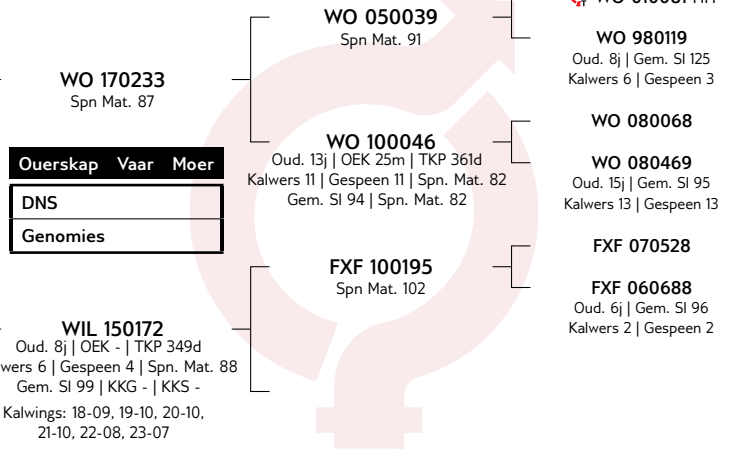 WO 050039
Spn Mat. 91
WO 980119
Oud. 8j | Gem. SI 125
Kalwers 6 | Gespeen 3
WO 170233
Spn Mat. 87
WO 100046
Oud. 13j | OEK 25m | TKP 361d
Kalwers 11 | Gespeen 11 | Spn. Mat. 82
Gem. SI 94 | Spn. Mat. 82
WO 080068
WO 080469
Oud. 15j | Gem. SI 95
Kalwers 13 | Gespeen 13
Ouerskap Vaar Moer
DNS
Genomies
FXF 100195
Spn Mat. 102
FXF 070528
FXF 060688
Oud. 6j | Gem. SI 96
Kalwers 2 | Gespeen 2
WIL 150172
Oud. 8j | OEK - | TKP 349d
wers 6 | Gespeen 4 | Spn. Mat. 88
Gem. SI 99 | KKG - | KKS -
Kalwings: 18-09, 19-10, 20-10,
21-10, 22-08, 23-07